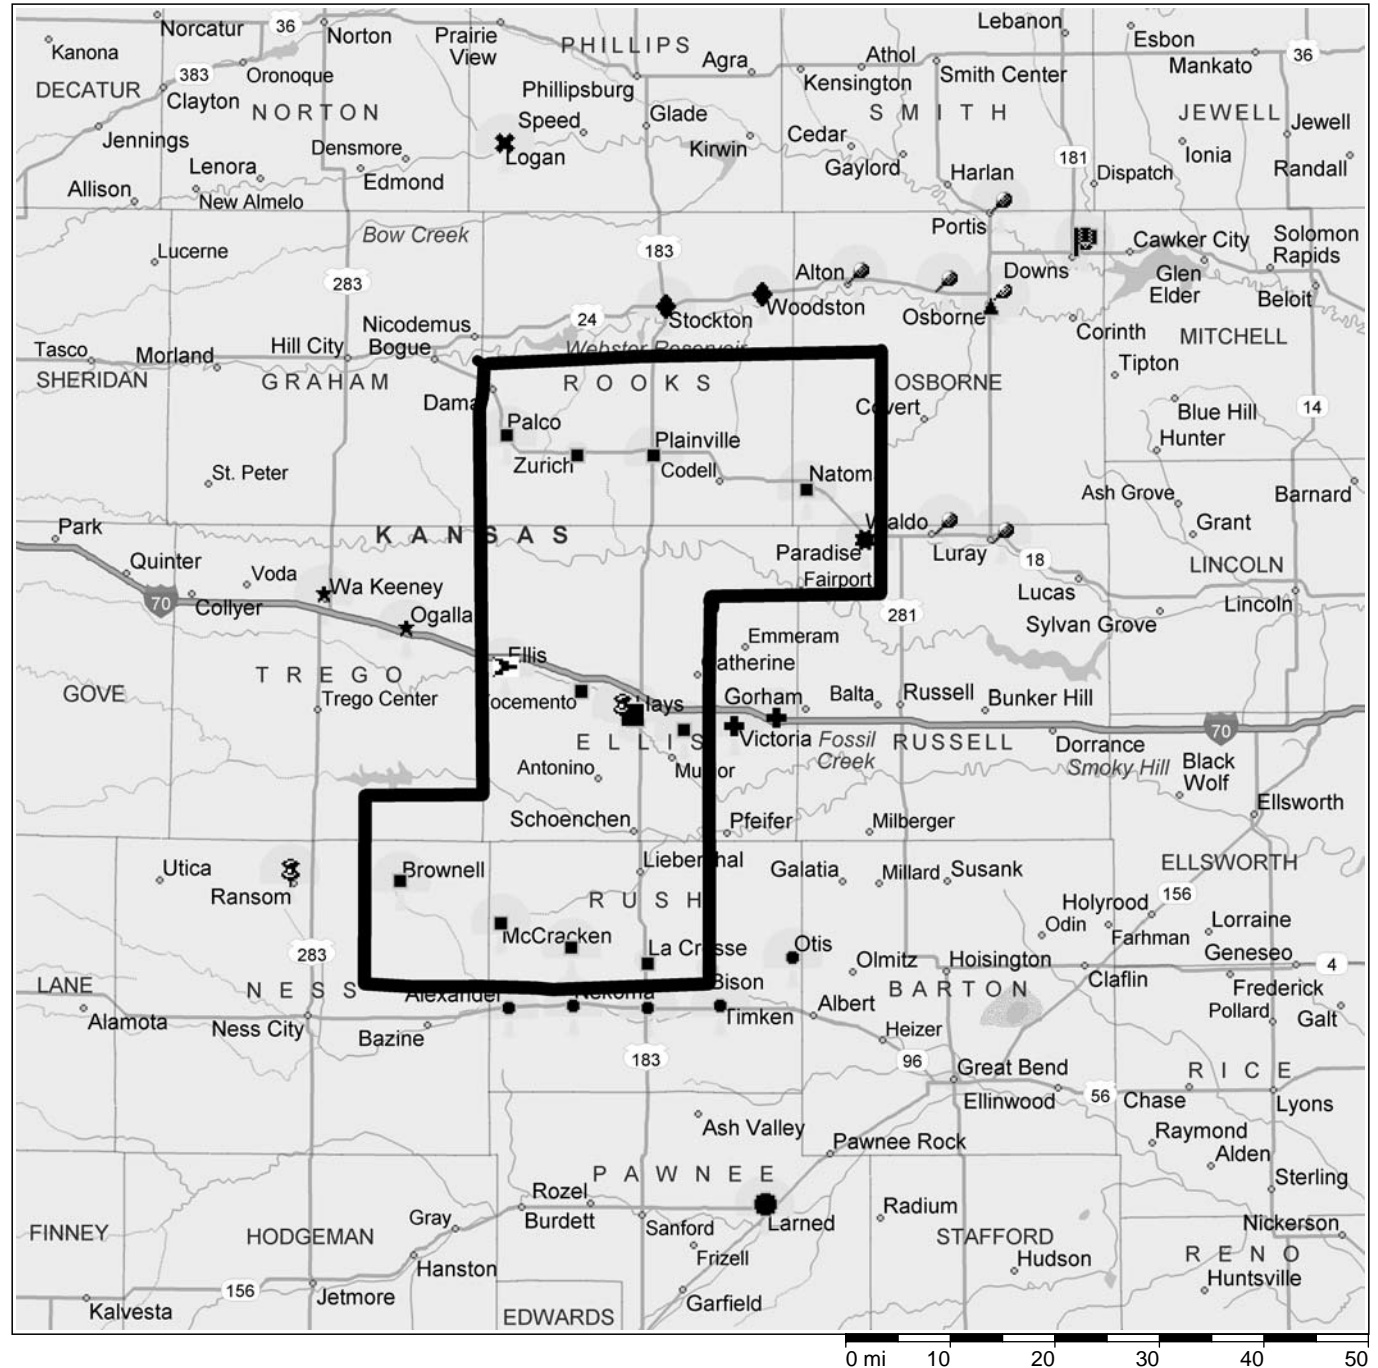 Norcatur
36
Norton
Prairie
View
PHILLIPS
Lebanon
Esbon
Kanona
Agra
Athol
Mankato
36
383
Oronoque
Kensington
Smith Center
DECATUR
Clayton
NORTON
Phillipsburg
SMITH
JEWELL
Speed
Glade
Jewell
Jennings
Densmore
Logan
Kirwin
Cedar
Gaylord
181
Ionia
Lenora
Edmond
Harlan
Dispatch
Randall
Allison
New Almelo
Portis
Bow Creek
183
Cawker City
Solomon
Rapids
Lucerne
Alton
Downs
Glen
Elder
283
Woodston
Beloit
24
Stockton
Osborne
Corinth
Nicodemus
MITCHELL
Tasco
Morland
Hill City
Bogue
Webster Reservoir
Tipton
SHERIDAN
GRAHAM
ROOKS
OSBORNE
Covert
14
Blue Hill
Palco
Plainville
Hunter
Zurich
Codell
St. Peter
Ash Grove
Barnard
Park
KANSAS
Waldo
Grant
Quinter
Paradise
Luray
18
Voda
Wa Keeney
Fairport
LINCOLN
70
Collyer
Ogalla
281
Lucas
Lincoln
Sylvan Grove
Emmeram
Ellis
TREGO
GOVE
Trego Center
Gorham
Balta
Russell
Bunker Hill
ELLIS
Victoria
Fossil
Creek
RUSSELL
70
Dorrance
Antonino
Smoky Hill
Black
Wolf
Ellsworth
Schoenchen
Pfeifer
Milberger
Utica
Brownell
Galatia
Millard
Susank
ELLSWORTH
Ransom
RUSH
156
Holyrood
Lorraine
McCracken
Odin
Farhman
283
Otis
Olmitz
Hoisington
Geneseo
4
LANE
NESS
Bison
BARTON
Claflin
Frederick
Alexander
Nekoma
Albert
Pollard
Galt
Alamota
Ness City
Bazine
Timken
Heizer
183
96
Great Bend
RICE
Ellinwood
56
Chase
Lyons
Ash Valley
Pawnee Rock
Raymond
Alden
PAWNEE
Sterling
Rozel
Gray
Burdett
Sanford
Larned
Radium
Nickerson
FINNEY
HODGEMAN
Frizell
STAFFORD
RENO
Hanston
Hudson
Huntsville
156
Jetmore
Garfield
Kalvesta
EDWARDS
0 mi 10 20 30 40 50